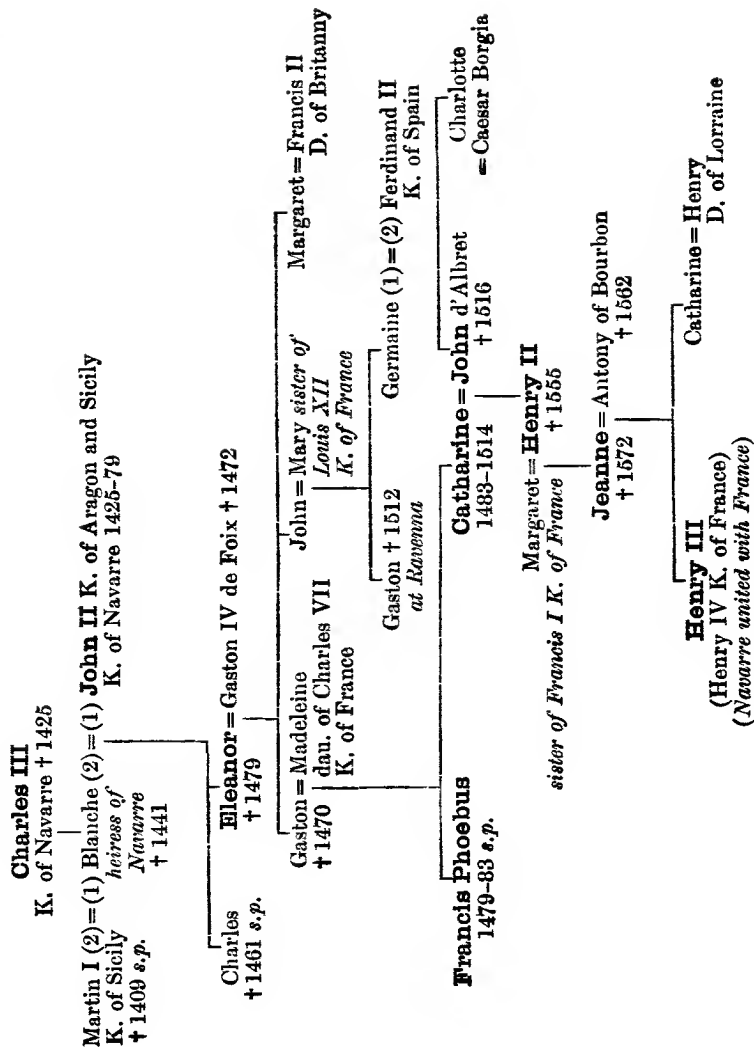 Charles III
K. of Navarre † 1425
Martin I (2) = (1) Blanche (2) = (1) John II K. of Aragon and Sicily
K. of Sicily heiress of K. of Navarre 1425–79
† 1409 s.p. Navarre
† 1441
Charles
† 1461 s.p.
Eleanor = Gaston IV de Foix † 1472
† 1479
Gaston = Madeleine
† 1470 dau. of Charles VII
K. of France
John = Mary sister of
Louis XII
K. of France
Margaret = Francis II
D. of Britanny
Gaston † 1512
at Ravenna
Germaine (1) = (2) Ferdinand II
K. of Spain
Francis Phoebus
1479–83 s.p.
Catharine = John d'Albret
1483–1514 † 1516
Charlotte
= Caesar Borgia
Margaret = Henry II
sister of Francis I K. of France † 1555
Jeanne = Antony of Bourbon
† 1572 † 1562
Henry III
(Henry IV K. of France)
(Navarre united with France)
Catharine = Henry
D. of Lorraine